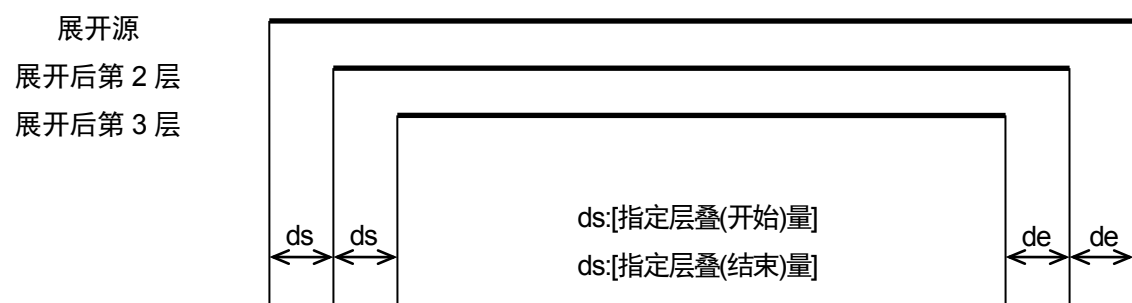 展开源
展开后第 2 层
展开后第 3 层
ds:[指定层叠(开始)量]
ds ds de de
ds:[指定层叠(结束)量]